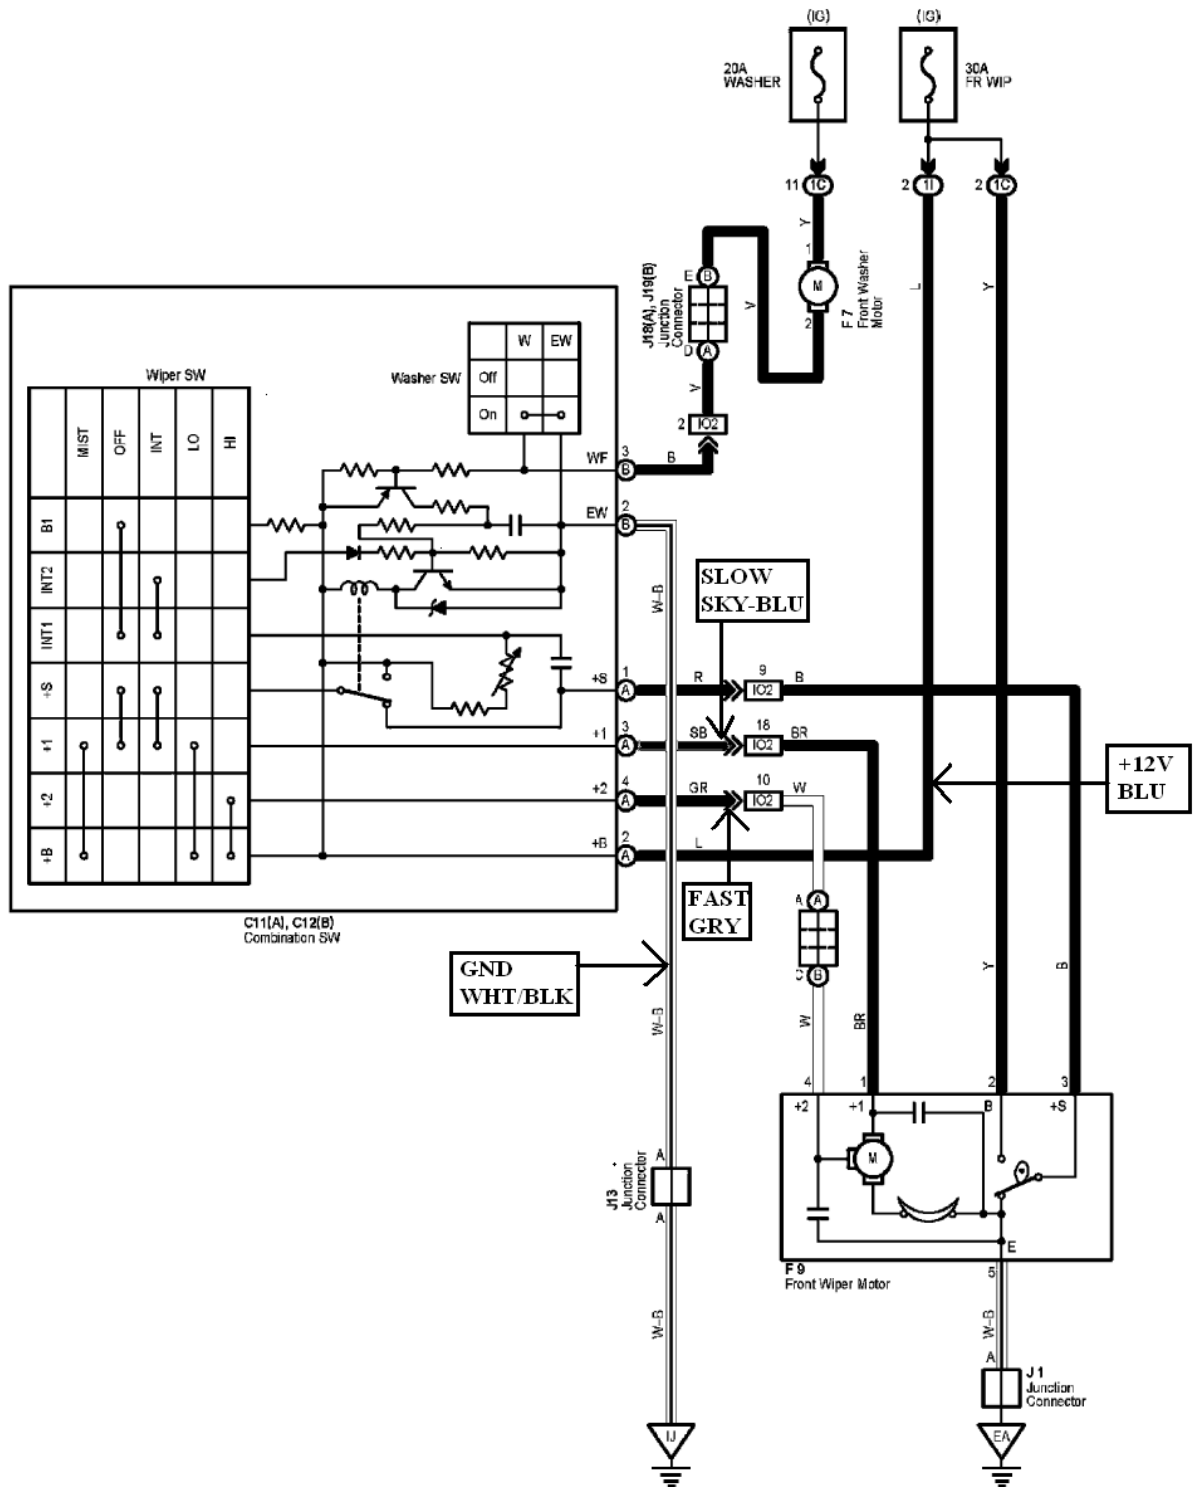 (IG)
(IG)
20A
WASHER
30A
FR WIP
11
1C
2
1I
2
1C
Y
1
M
2
F 7
Front Washer
Motor
L
Y
E
B
J18(A), J19(B)
Junction
Connector
D
A
V
V
2
IO2
B
W
EW
Off
On
Washer SW
Wiper SW
MIST
OFF
INT
LO
HI
B1
INT2
INT1
+S
+1
+2
+B
WF
3
B
EW
2
B
+S
1
A
+1
3
A
+2
4
A
+B
2
A
W-B
SLOW
SKY-BLU
R
9
IO2
B
SB
18
IO2
BR
GR
10
IO2
W
L
+12V
BLU
FAST
GRY
A
A
C
B
C11(A), C12(B)
Combination SW
GND
WHT/BLK
W-B
W
BR
Y
B
4
1
2
3
+2
+1
B
+S
M
E
F 9
Front Wiper Motor
5
A
J13
Junction
Connector
A
W-B
W-B
A
J 1
Junction
Connector
IJ
EA